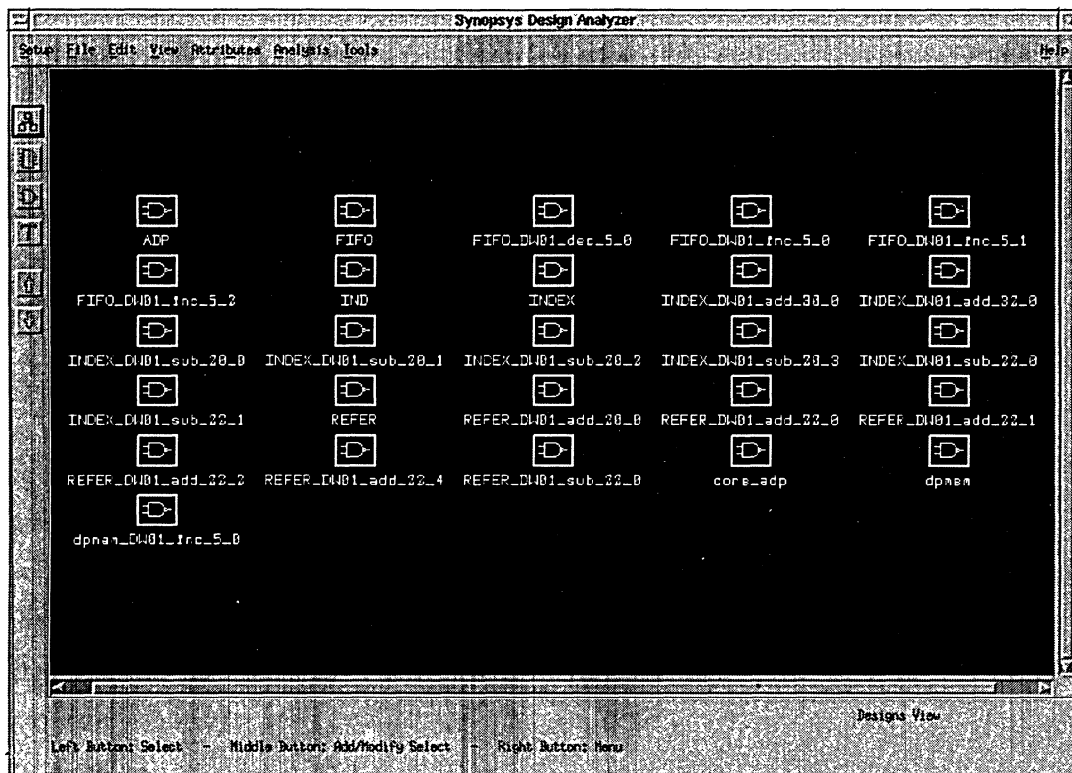 Synopsys Design Analyzer
Setup File Edit View Attributes Analysis Tools Help
ADP FIFO FIFO_DW01_dec_5_0 FIFO_DW01_inc_5_0 FIFO_DW01_inc_5_1
FIFO_DW01_inc_5_2 IND INDEX INDEX_DW01_add_30_0 INDEX_DW01_add_32_0
INDEX_DW01_sub_20_0 INDEX_DW01_sub_20_1 INDEX_DW01_sub_20_2 INDEX_DW01_sub_20_3 INDEX_DW01_sub_22_0
INDEX_DW01_sub_22_1 REFER REFER_DW01_add_20_0 REFER_DW01_add_22_0 REFER_DW01_add_22_1
REFER_DW01_add_22_2 REFER_DW01_add_22_4 REFER_DW01_sub_22_0 core_adp dpmem
dpmem_DW01_inc_5_0
Designs View
Left Button: Select - Middle Button: Add/Modify Select - Right Button: Menu